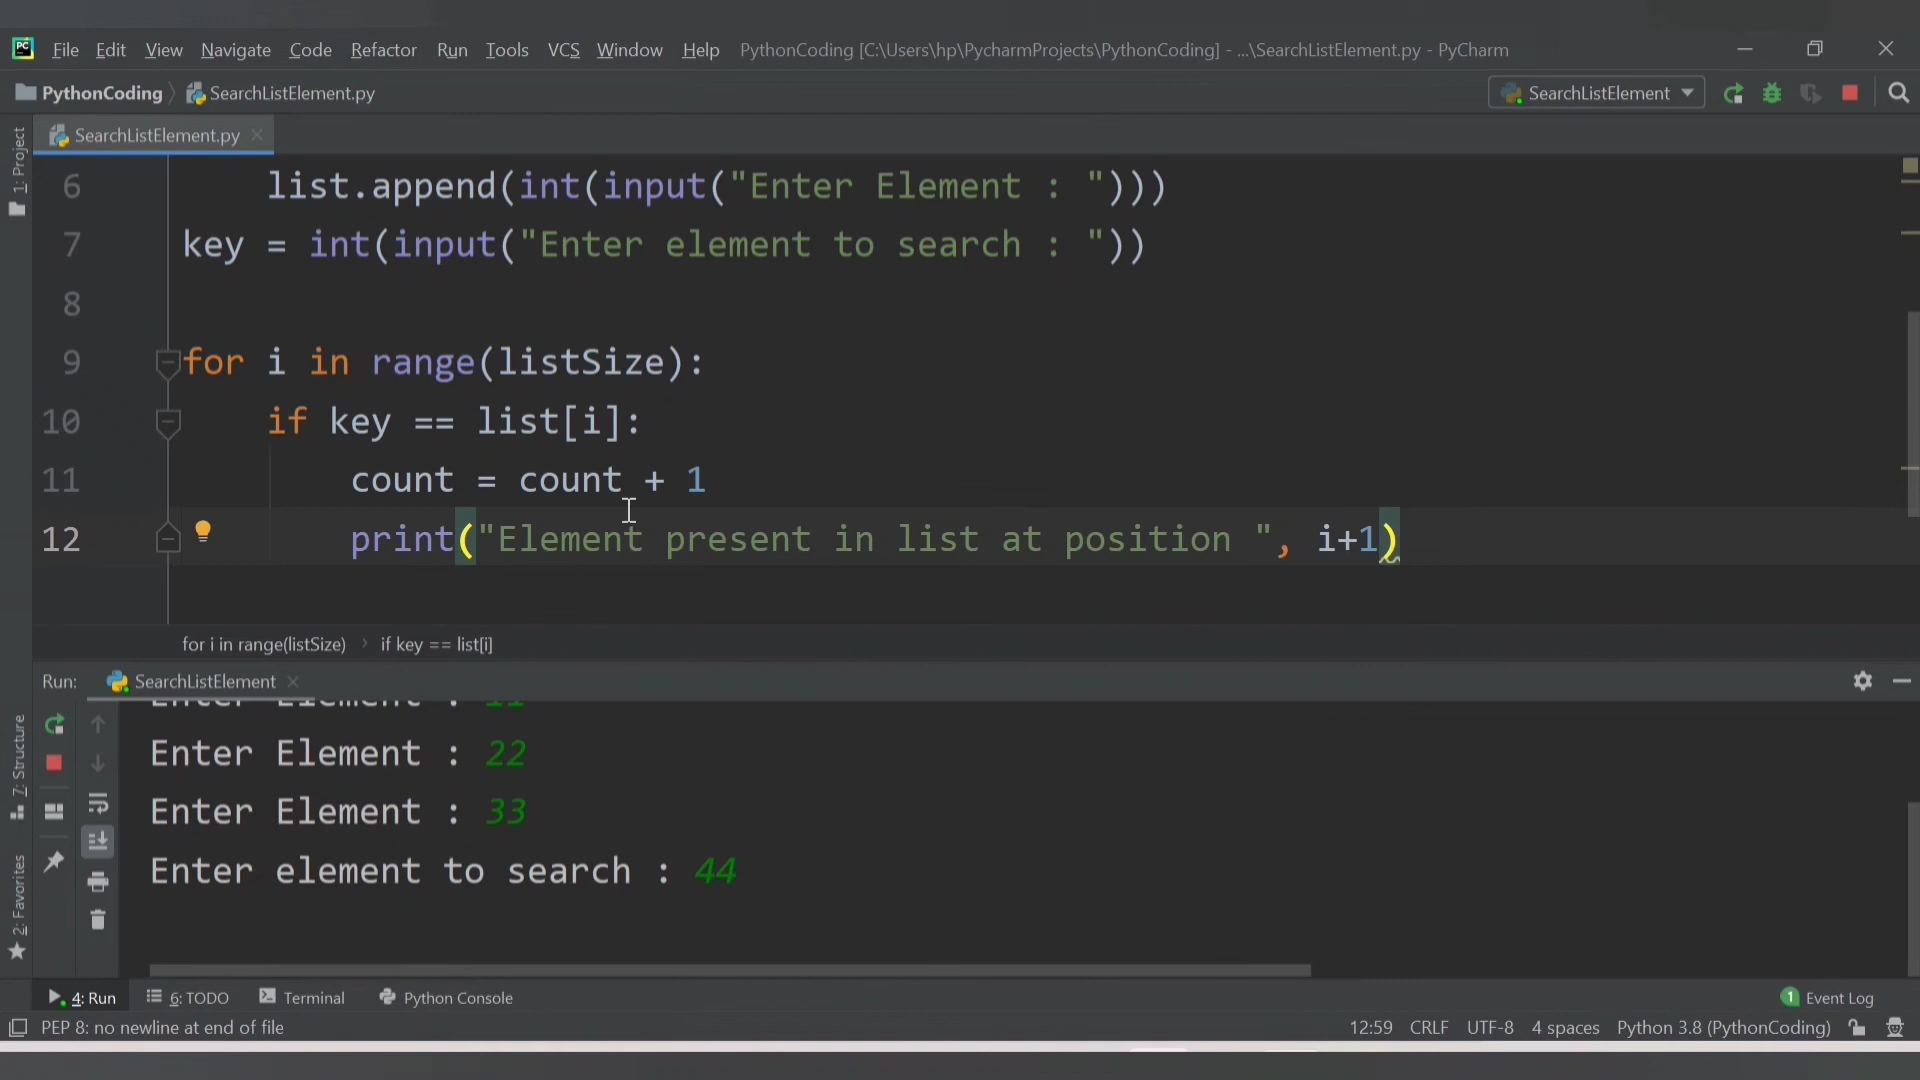 PC File Edit View Navigate Code Refactor Run Tools VCS Window Help PythonCoding [C:\Users\hp\PycharmProjects\PythonCoding] - ...\SearchListElement.py - PyCharm
PythonCoding SearchListElement.py SearchListElement
SearchListElement.py
1: Project
6 list.append(int(input("Enter Element : ")))
7 key = int(input("Enter element to search : "))
8
9 for i in range(listSize):
10 if key == list[i]:
11 count = count + 1
12 print("Element present in list at position ", i+1)
for i in range(listSize) › if key == list[i]
Run: SearchListElement
Enter Element : 11
Enter Element : 22
Enter Element : 33
Enter element to search : 44
7: Structure
2: Favorites
4: Run 6: TODO Terminal Python Console 1 Event Log
PEP 8: no newline at end of file 12:59 CRLF UTF-8 4 spaces Python 3.8 (PythonCoding)